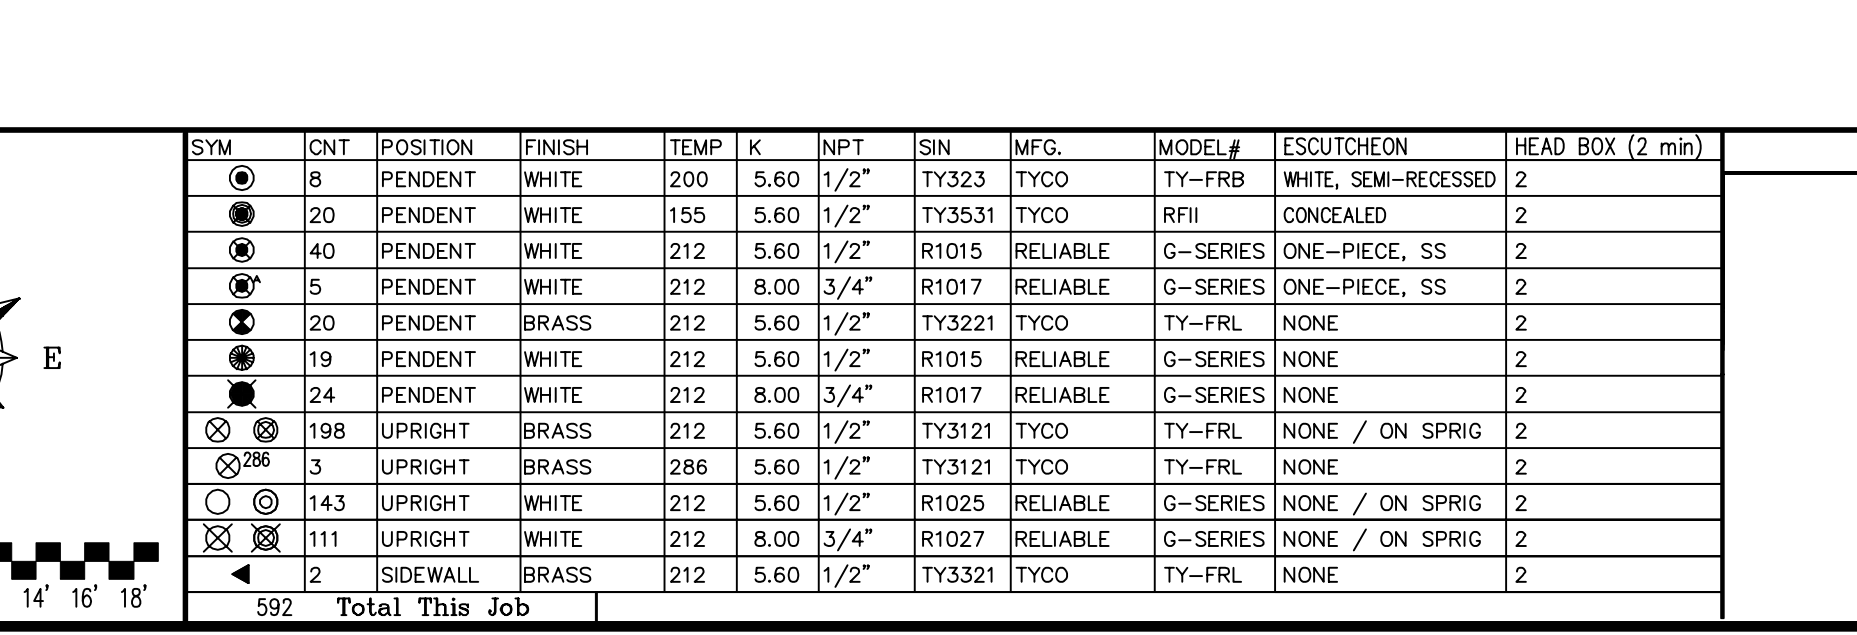 SYM CNT POSITION FINISH TEMP K NPT SIN MFG. MODEL# ESCUTCHEON HEAD BOX (2 min)
8 PENDENT WHITE 200 5.60 1/2" TY323 TYCO TY-FRB WHITE, SEMI-RECESSED 2
20 PENDENT WHITE 155 5.60 1/2" TY3531 TYCO RFII CONCEALED 2
40 PENDENT WHITE 212 5.60 1/2" R1015 RELIABLE G-SERIES ONE-PIECE, SS 2
A 5 PENDENT WHITE 212 8.00 3/4" R1017 RELIABLE G-SERIES ONE-PIECE, SS 2
20 PENDENT BRASS 212 5.60 1/2" TY3221 TYCO TY-FRL NONE 2
E
19 PENDENT WHITE 212 5.60 1/2" R1015 RELIABLE G-SERIES NONE 2
24 PENDENT WHITE 212 8.00 3/4" R1017 RELIABLE G-SERIES NONE 2
198 UPRIGHT BRASS 212 5.60 1/2" TY3121 TYCO TY-FRL NONE / ON SPRIG 2
286 3 UPRIGHT BRASS 286 5.60 1/2" TY3121 TYCO TY-FRL NONE 2
143 UPRIGHT WHITE 212 5.60 1/2" R1025 RELIABLE G-SERIES NONE / ON SPRIG 2
111 UPRIGHT WHITE 212 8.00 3/4" R1027 RELIABLE G-SERIES NONE / ON SPRIG 2
2 SIDEWALL BRASS 212 5.60 1/2" TY3321 TYCO TY-FRL NONE 2
14' 16' 18'
592 Total This Job